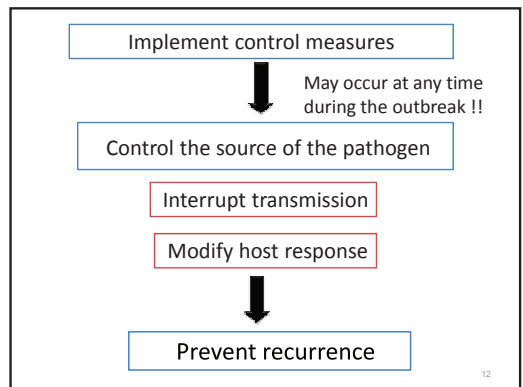 Implement control measures
May occur at any time
during the outbreak !!
Control the source of the pathogen
Interrupt transmission
Modify host response
Prevent recurrence
12